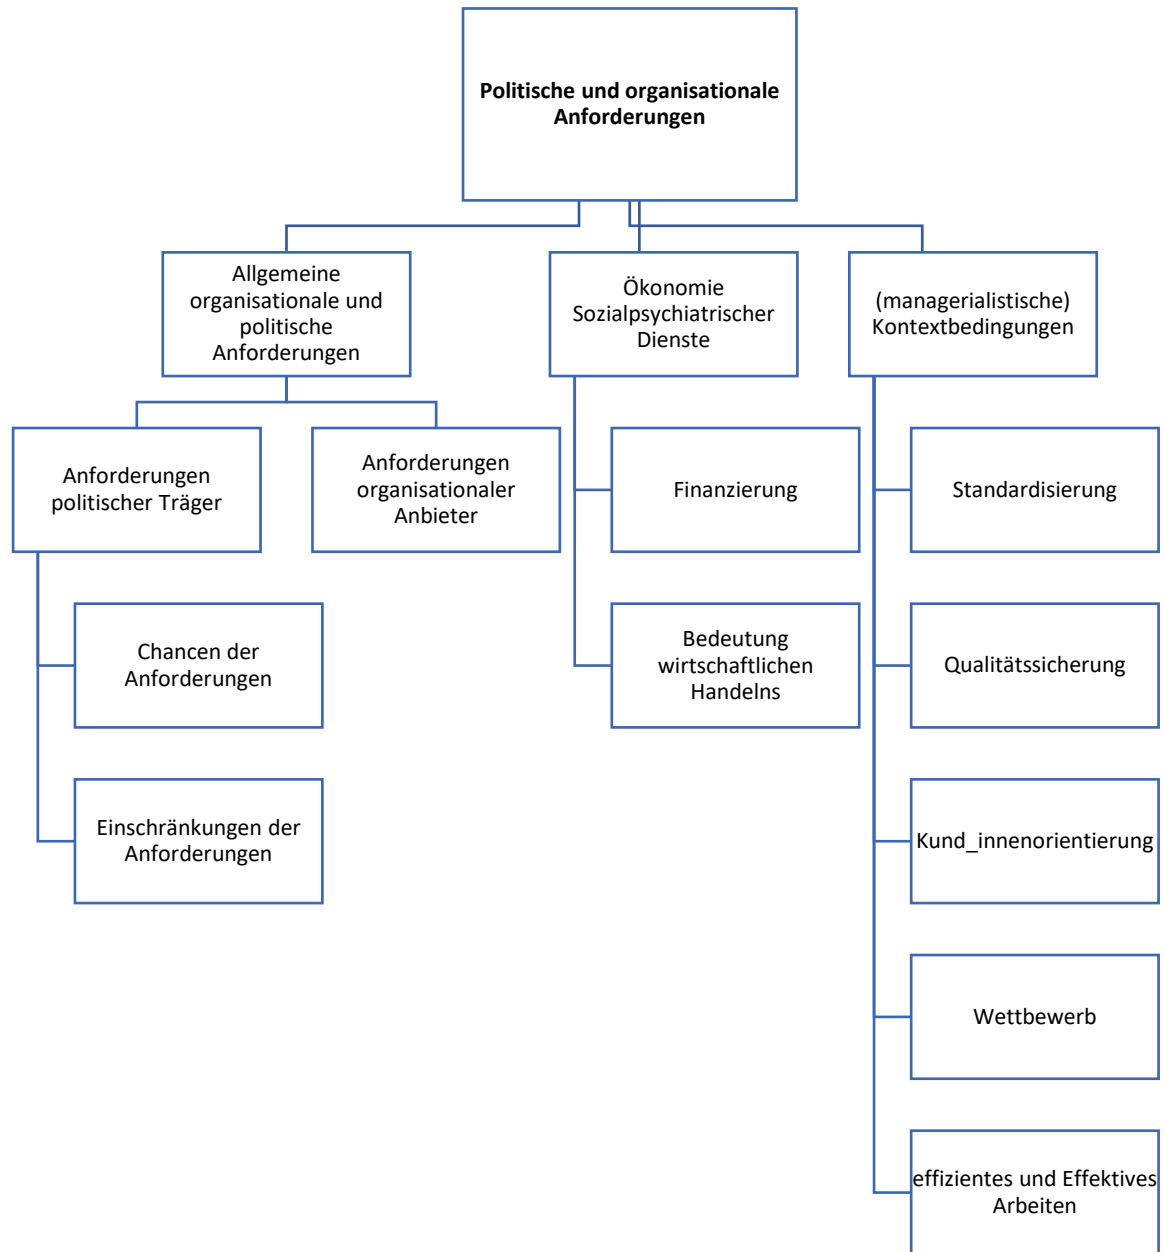 Politische und organisationale
Anforderungen
Allgemeine
organisationale und
politische
Anforderungen
Ökonomie
Sozialpsychiatrischer
Dienste
(managerialistische)
Kontextbedingungen
Anforderungen
politischer Träger
Anforderungen
organisationaler
Anbieter
Finanzierung
Standardisierung
Chancen der
Anforderungen
Bedeutung
wirtschaftlichen
Handelns
Qualitätssicherung
Einschränkungen der
Anforderungen
Kund_innenorientierung
Wettbewerb
effizientes und Effektives
Arbeiten